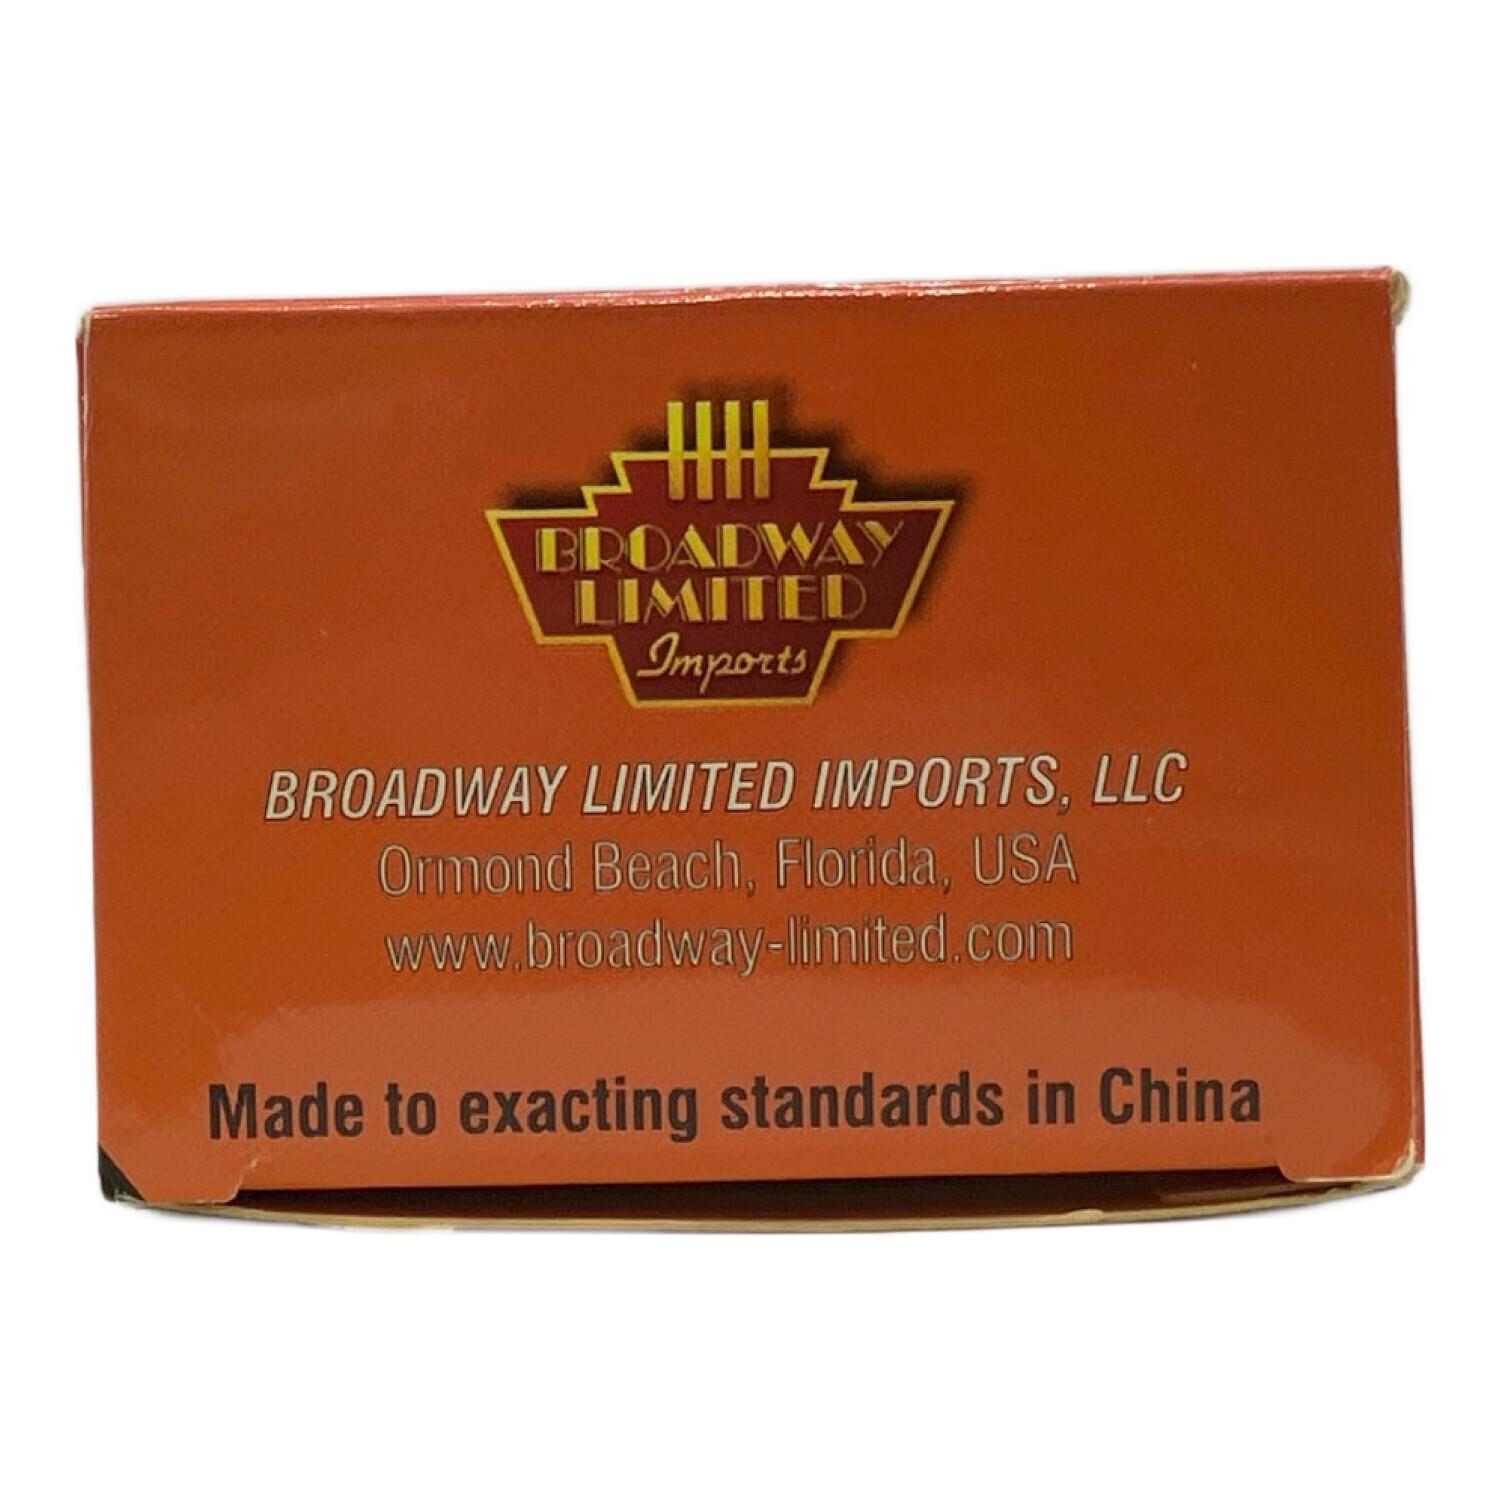 BROADWAY
LIMITED
Imports
BROADWAY LIMITED IMPORTS, LLC
Ormond Beach, Florida, USA
www.broadway-limited.com
Made to exacting standards in China